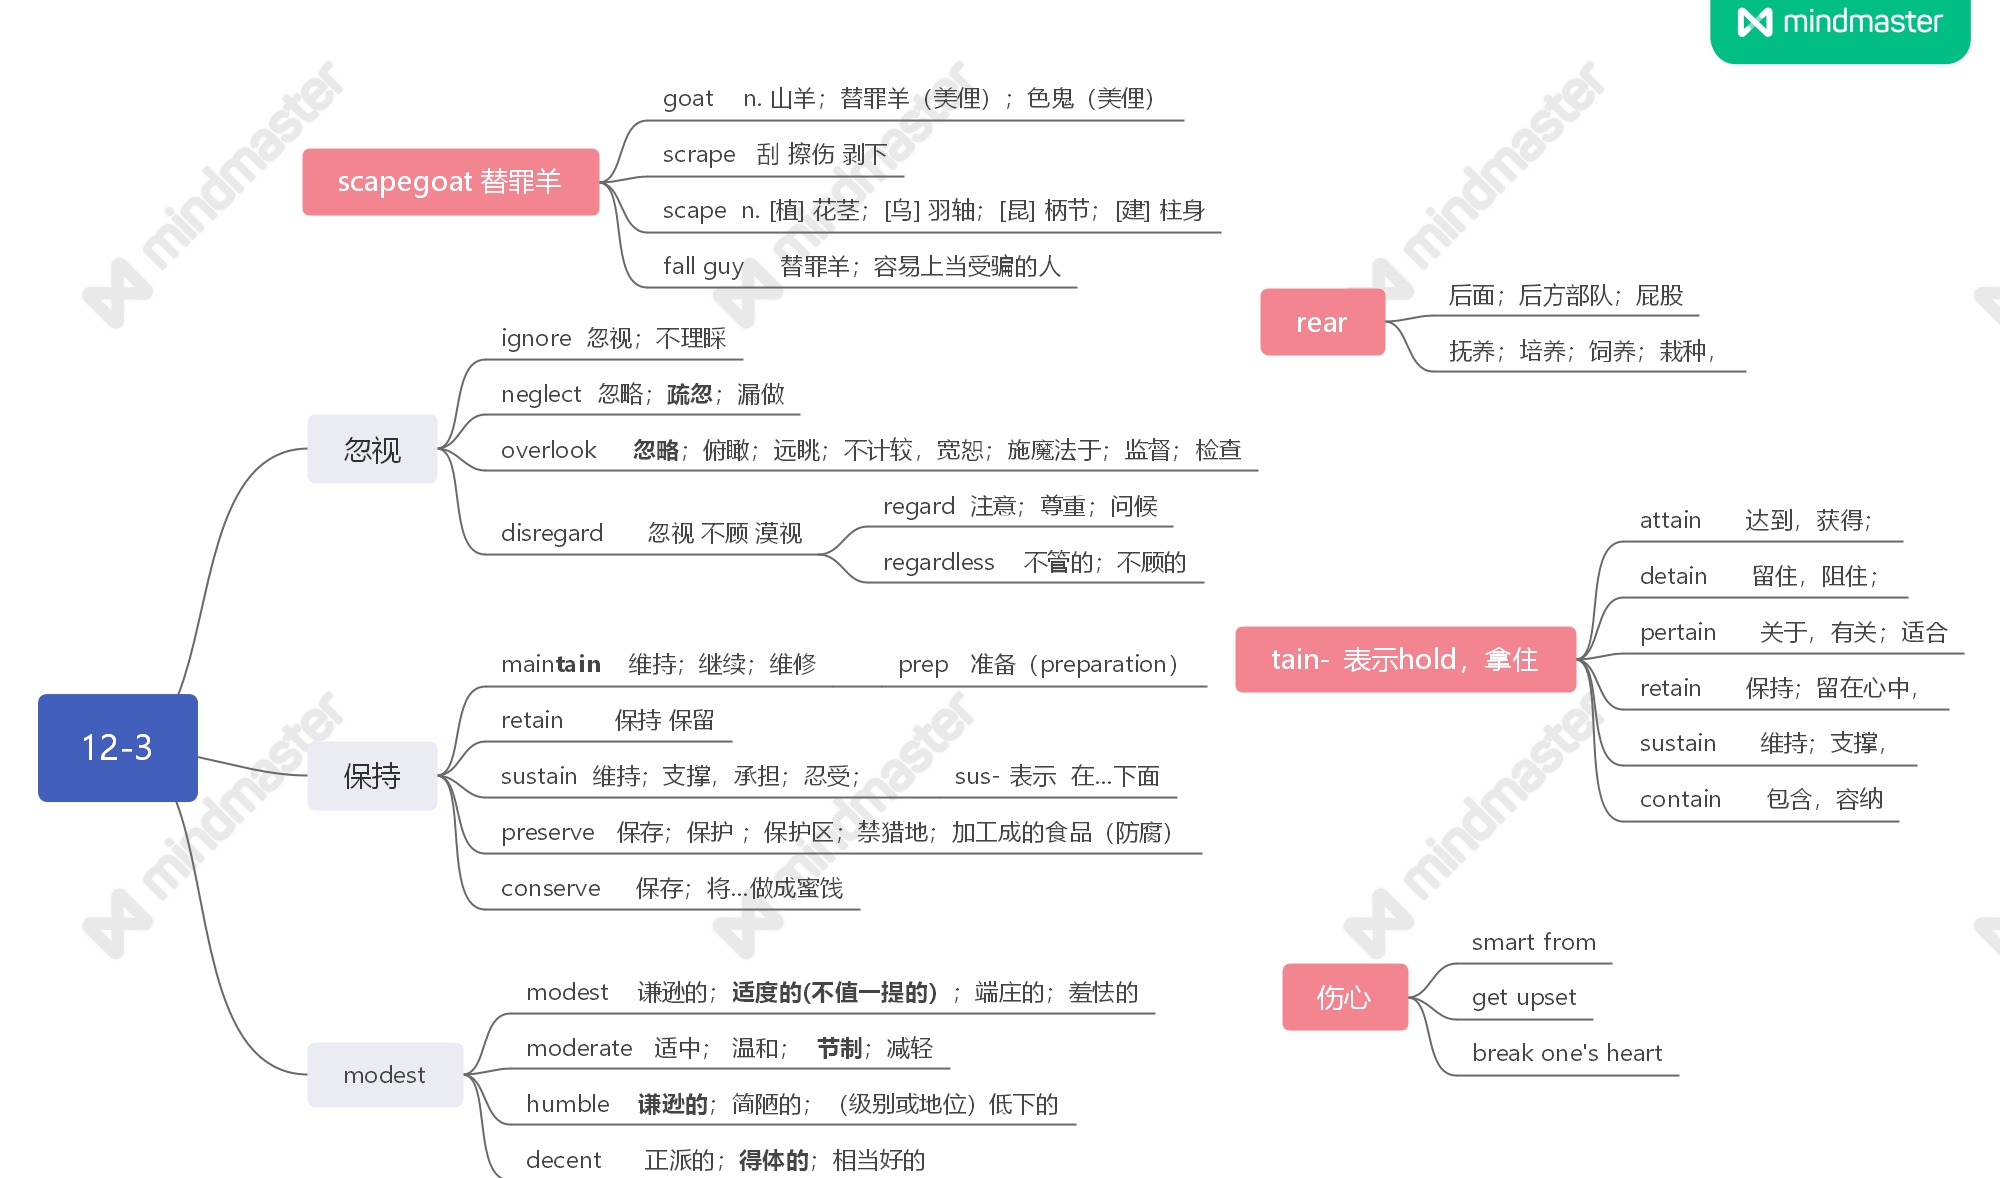 mindmaster
scapegoat 替罪羊
goat n. 山羊；替罪羊（美俚）；色鬼（美俚）
scrape 刮 擦伤 剥下
scape n. [植] 花茎；[鸟] 羽轴；[昆] 柄节；[建] 柱身
fall guy 替罪羊；容易上当受骗的人
rear
后面；后方部队；屁股
抚养；培养；饲养；栽种，
12-3
忽视
ignore 忽视；不理睬
neglect 忽略；疏忽；漏做
overlook 忽略；俯瞰；远眺；不计较，宽恕；施魔法于；监督；检查
disregard 忽视 不顾 漠视
regard 注意；尊重；问候
regardless 不管的；不顾的
保持
maintain 维持；继续；维修 prep 准备（preparation）
retain 保持 保留
sustain 维持；支撑，承担；忍受； sus- 表示 在...下面
preserve 保存；保护 ；保护区；禁猎地；加工成的食品（防腐）
conserve 保存；将...做成蜜饯
modest
modest 谦逊的；适度的(不值一提的) ；端庄的；羞怯的
moderate 适中； 温和； 节制；减轻
humble 谦逊的；简陋的；（级别或地位）低下的
decent 正派的；得体的；相当好的
tain- 表示hold，拿住
attain 达到，获得；
detain 留住，阻住；
pertain 关于，有关；适合
retain 保持；留在心中，
sustain 维持；支撑，
contain 包含，容纳
伤心
smart from
get upset
break one's heart